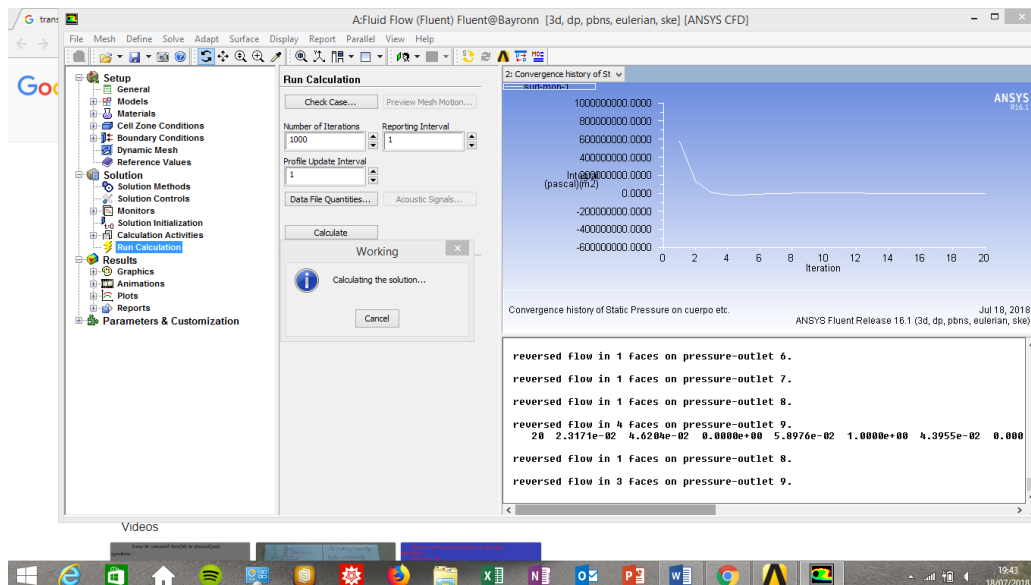 G trans
A:Fluid Flow (Fluent) Fluent@Bayronn [3d, dp, pbns, eulerian, ske] [ANSYS CFD]
File Mesh Define Solve Adapt Surface Display Report Parallel View Help
Goo
Setup
General
Models
Materials
Cell Zone Conditions
Boundary Conditions
Dynamic Mesh
Reference Values
Solution
Solution Methods
Solution Controls
Monitors
Solution Initialization
Calculation Activities
Run Calculation
Results
Graphics
Animations
Plots
Reports
Parameters & Customization
Run Calculation
Check Case...
Preview Mesh Motion...
Number of Iterations
Reporting Interval
1000
1
Profile Update Interval
1
Data File Quantities...
Acoustic Signals...
Calculate
Working
Calculating the solution...
Cancel
2: Convergence history of St
surf-mon-1
ANSYS
R16.1
1000000000.0000
800000000.0000
600000000.0000
400000000.0000
Integral
(pascal)(m2)
0.0000
-200000000.0000
-400000000.0000
-600000000.0000
0 2 4 6 8 10 12 14 16 18 20
Iteration
Convergence history of Static Pressure on cuerpo etc.
Jul 18, 2018
ANSYS Fluent Release 16.1 (3d, dp, pbns, eulerian, ske)
reversed flow in 1 faces on pressure-outlet 6.
reversed flow in 1 faces on pressure-outlet 7.
reversed flow in 1 faces on pressure-outlet 8.
reversed flow in 4 faces on pressure-outlet 9.
20 2.3171e-02 4.6204e-02 0.0000e+00 5.8976e-02 1.0000e+00 4.3955e-02 0.000
reversed flow in 1 faces on pressure-outlet 8.
reversed flow in 3 faces on pressure-outlet 9.
Videos
19:43
18/07/2018